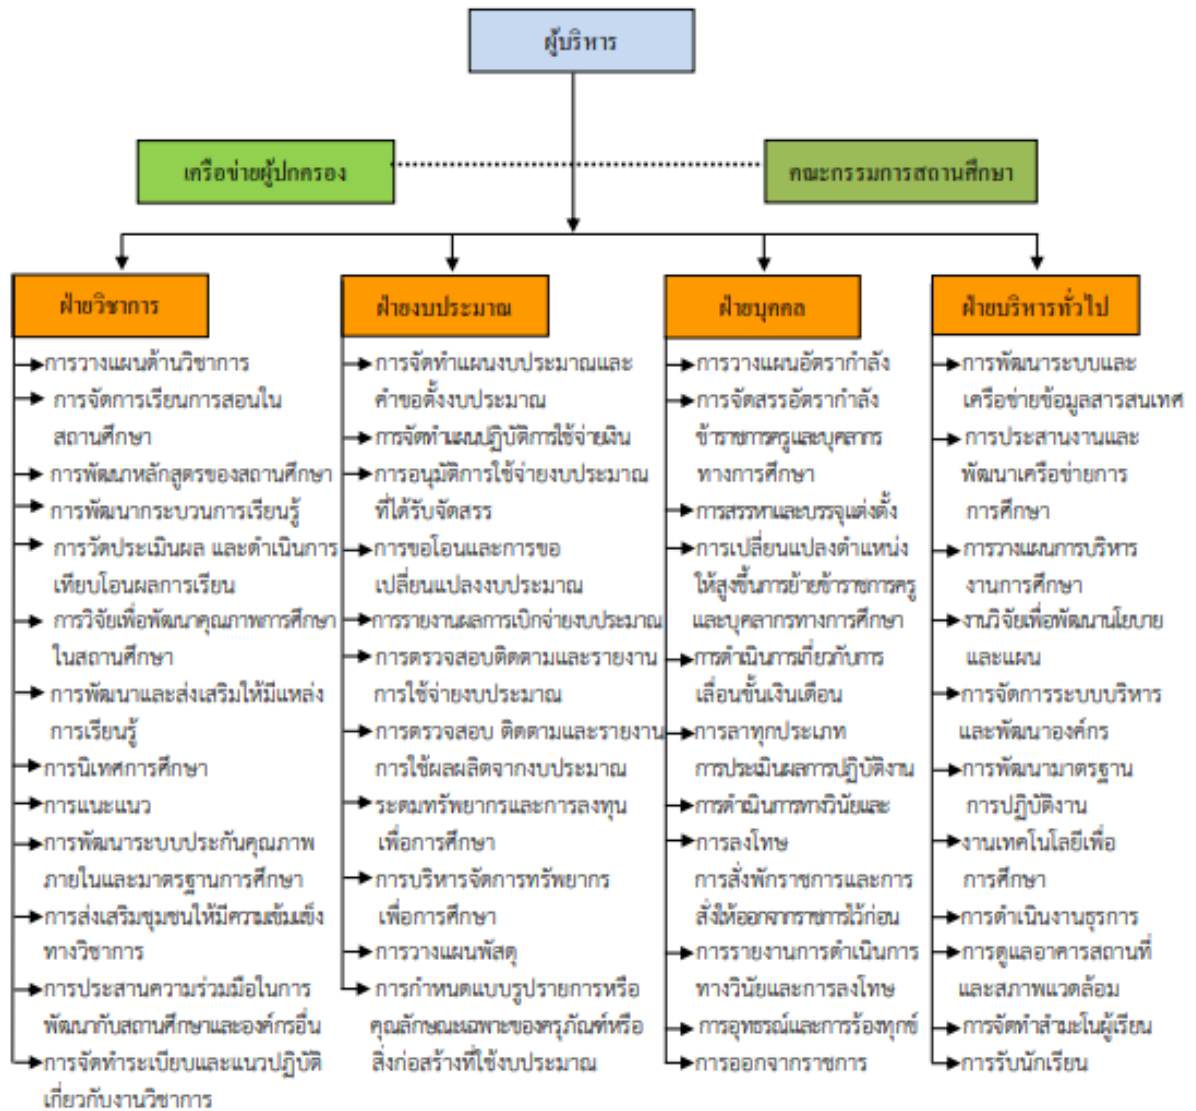 ผู้บริหาร
เครือข่ายผู้ปกครอง
คณะกรรมการสถานศึกษา
ฝ่ายวิชาการ
การวางแผนด้านวิชาการ
การจัดการเรียนการสอนใน
สถานศึกษา
การพัฒนาหลักสูตรของสถานศึกษา
การพัฒนากระบวนการเรียนรู้
การวัดประเมินผล และดำเนินการ
เทียบโอนผลการเรียน
การวิจัยเพื่อพัฒนาคุณภาพการศึกษา
ในสถานศึกษา
การพัฒนาและส่งเสริมให้มีแหล่ง
การเรียนรู้
การนิเทศการศึกษา
การแนะแนว
การพัฒนาระบบประกันคุณภาพ
ภายในและมาตรฐานการศึกษา
การส่งเสริมชุมชนให้มีความเข้มแข็ง
ทางวิชาการ
การประสานความร่วมมือในการ
พัฒนากับสถานศึกษาและองค์กรอื่น
การจัดทำระเบียบและแนวปฏิบัติ
เกี่ยวกับงานวิชาการ
ฝ่ายงบประมาณ
การจัดทำแผนงบประมาณและ
คำขอตั้งงบประมาณ
การจัดทำแผนปฏิบัติการใช้จ่ายเงิน
การอนุมัติการใช้จ่ายงบประมาณ
ที่ได้รับจัดสรร
การขอโอนและการขอ
เปลี่ยนแปลงงบประมาณ
การรายงานผลการเบิกจ่ายงบประมาณ
การตรวจสอบติดตามและรายงาน
การใช้จ่ายงบประมาณ
การตรวจสอบ ติดตามและรายงาน
การใช้ผลผลิตจากงบประมาณ
ระดมทรัพยากรและการลงทุน
เพื่อการศึกษา
การบริหารจัดการทรัพยากร
เพื่อการศึกษา
การวางแผนพัสดุ
การกำหนดแบบรูปรายการหรือ
คุณลักษณะเฉพาะของครุภัณฑ์หรือ
สิ่งก่อสร้างที่ใช้งบประมาณ
ฝ่ายบุคคล
การวางแผนอัตรากำลัง
การจัดสรรอัตรากำลัง
ข้าราชการครูและบุคลากร
ทางการศึกษา
การสรรหาและบรรจุแต่งตั้ง
การเปลี่ยนแปลงตำแหน่ง
ให้สูงขึ้นการย้ายข้าราชการครู
และบุคลากรทางการศึกษา
การดำเนินการเกี่ยวกับการ
เลื่อนขั้นเงินเดือน
การลาทุกประเภท
การประเมินผลการปฏิบัติงาน
การดำเนินการทางวินัยและ
การลงโทษ
การสั่งพักราชการและการ
สั่งให้ออกจากราชการไว้ก่อน
การรายงานการดำเนินการ
ทางวินัยและการลงโทษ
การอุทธรณ์และการร้องทุกข์
การออกจากราชการ
ฝ่ายบริหารทั่วไป
การพัฒนาระบบและ
เครือข่ายข้อมูลสารสนเทศ
การประสานงานและ
พัฒนาเครือข่ายการ
การศึกษา
การวางแผนการบริหาร
งานการศึกษา
งานวิจัยเพื่อพัฒนานโยบาย
และแผน
การจัดการระบบบริหาร
และพัฒนาองค์กร
การพัฒนามาตรฐาน
การปฏิบัติงาน
งานเทคโนโลยีเพื่อ
การศึกษา
การดำเนินงานธุรการ
การดูแลอาคารสถานที่
และสภาพแวดล้อม
การจัดทำสำมะโนผู้เรียน
การรับนักเรียน